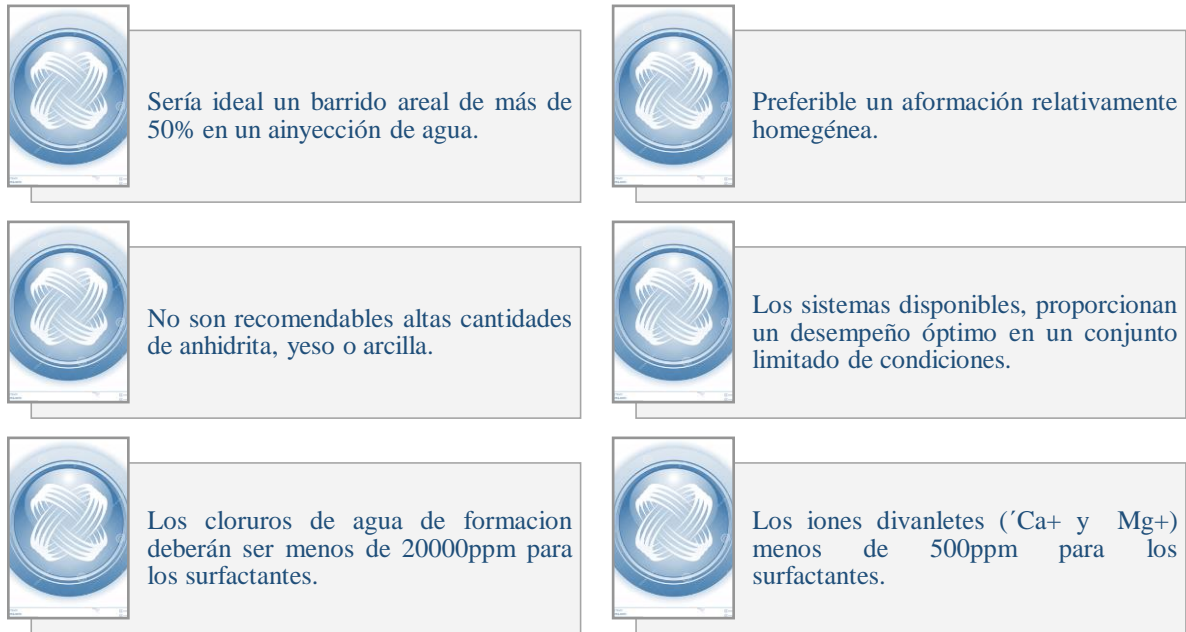 Sería ideal un barrido areal de más de
50% en un ainyección de agua.
Preferible un aformación relativamente
homegénea.
No son recomendables altas cantidades
de anhidrita, yeso o arcilla.
Los sistemas disponibles, proporcionan
un desempeño óptimo en un conjunto
limitado de condiciones.
Los cloruros de agua de formacion
deberán ser menos de 20000ppm para
los surfactantes.
Los iones divanletes (´Ca+ y Mg+)
menos de 500ppm para los
surfactantes.